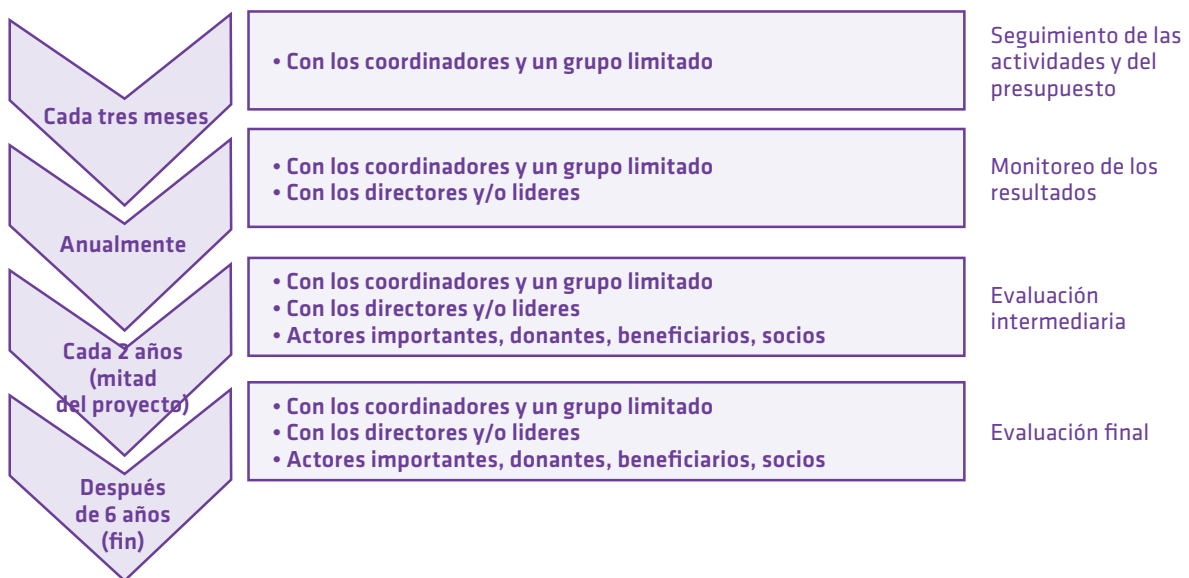 Cada tres meses
• Con los coordinadores y un grupo limitado
Seguimiento de las
actividades y del
presupuesto
Anualmente
• Con los coordinadores y un grupo limitado
• Con los directores y/o lideres
Monitoreo de los
resultados
Cada 2 años
(mitad
del proyecto)
• Con los coordinadores y un grupo limitado
• Con los directores y/o lideres
• Actores importantes, donantes, beneficiarios, socios
Evaluación
intermediaria
Después
de 6 años
(fin)
• Con los coordinadores y un grupo limitado
• Con los directores y/o lideres
• Actores importantes, donantes, beneficiarios, socios
Evaluación final